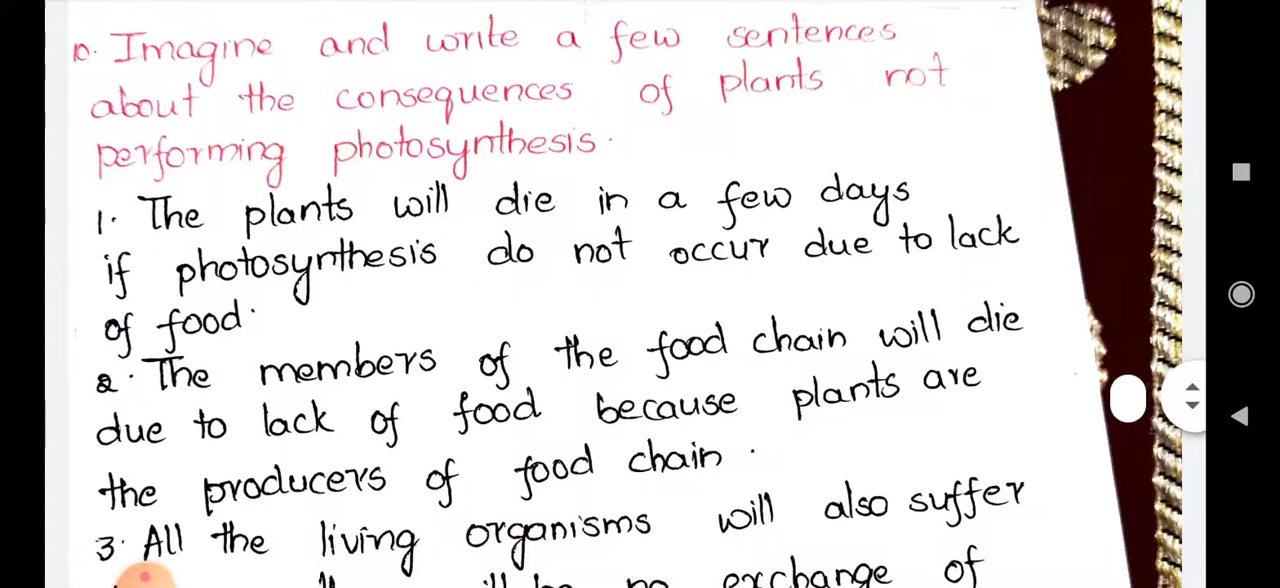 D. Imagine and write a few sentences
about the consequences of plants not
performing photosynthesis.
1. The plants will die in a few days
if photosynthesis do not occur due to lack
of food.
2. The members of the food chain will die
due to lack of food because plants are
the producers of food chain.
3. All the living organisms will also suffer
no exchange of